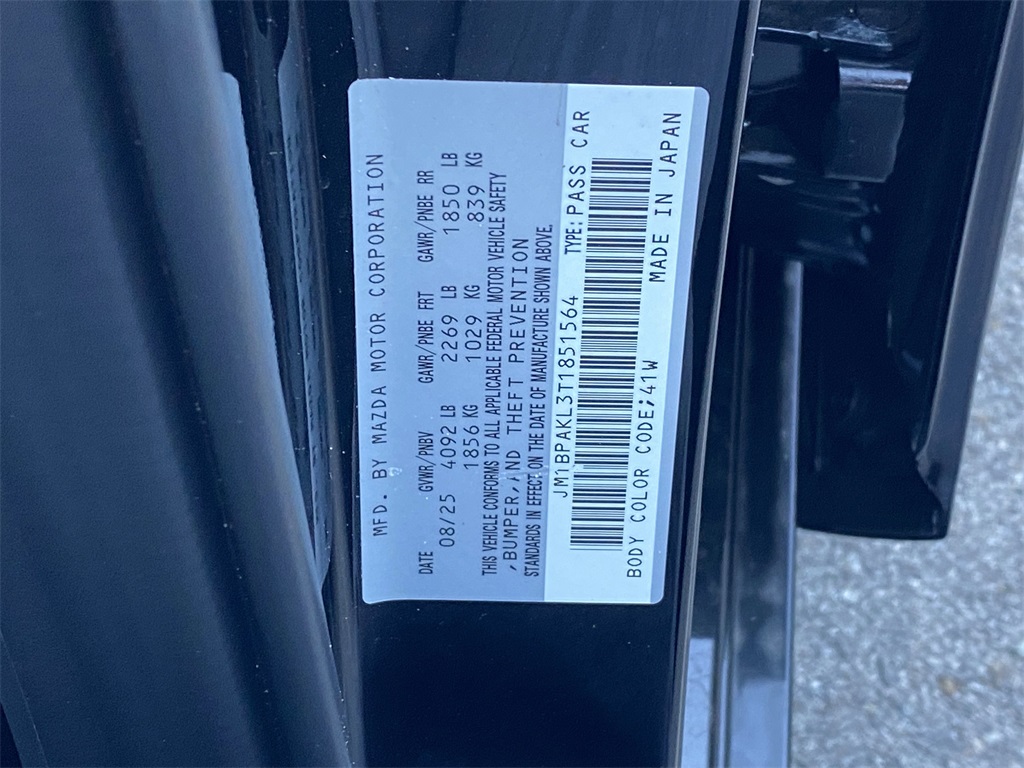 MFD. BY MAZDA MOTOR CORPORATION
DATE GVWR/PNBV GAWR/PNBE FRT GAWR/PNBE RR
08/25 4092 LB 2269 LB 1850 LB
1856 KG 1029 KG 839 KG
THIS VEHICLE CONFORMS TO ALL APPLICABLE FEDERAL MOTOR VEHICLE SAFETY
,BUMPER,AND THEFT PREVENTION
STANDARDS IN EFFECT ON THE DATE OF MANUFACTURE SHOWN ABOVE.
JM1BPAKL3T1851564 TYPE:PASS CAR
BODY COLOR CODE;41W MADE IN JAPAN